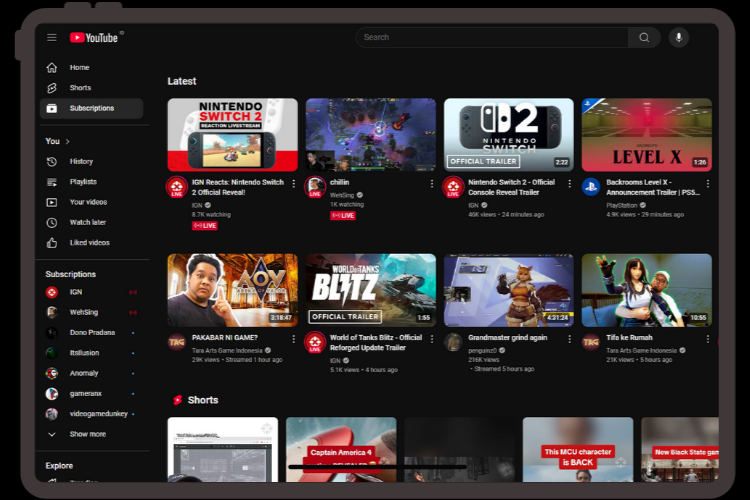 YouTube
Search
Home
Shorts
Subscriptions
You
History
Playlists
Your videos
Watch later
Liked videos
Subscriptions
IGN
WelSing
Dono Pradana
itsillusion
Anomaly
gameranx
videogamedunkey
Show more
Explore
Latest
NINTENDO
SWITCH 2
REACTION LIVESTREAM
IGN Reacts: Nintendo Switch
2 Official Reveal!
IGN
8.7K watching
LIVE
chillin
WelSing
1K watching
LIVE
2
NINTENDO
SWITCH
OFFICIAL TRAILER
2:22
Nintendo Switch 2 - Official
Console Reveal Trailer
IGN
46K views • 24 minutes ago
LEVEL X
1:26
Backrooms Level X -
Announcement Trailer | PS5...
PlayStation
4.9K views • 29 minutes ago
AOV
3:18:47
PAKABAR NI GAME?
Tara Arts Game Indonesia
29K views • Streamed 1 hour ago
WORLD OF TANKS
BLITZ
OFFICIAL TRAILER
1:55
World of Tanks Blitz - Official
Reforged Update Trailer
IGN
5.1K views • 4 hours ago
4:31:24
Grandmaster grind again
penguinz0
216K views
• Streamed 5 hours ago
10:55
Tifa ke Rumah
Tara Arts Game Indonesia
21K views • 5 hours ago
Shorts
Captain America 4
This MCU character
is BACK
New Black State gam